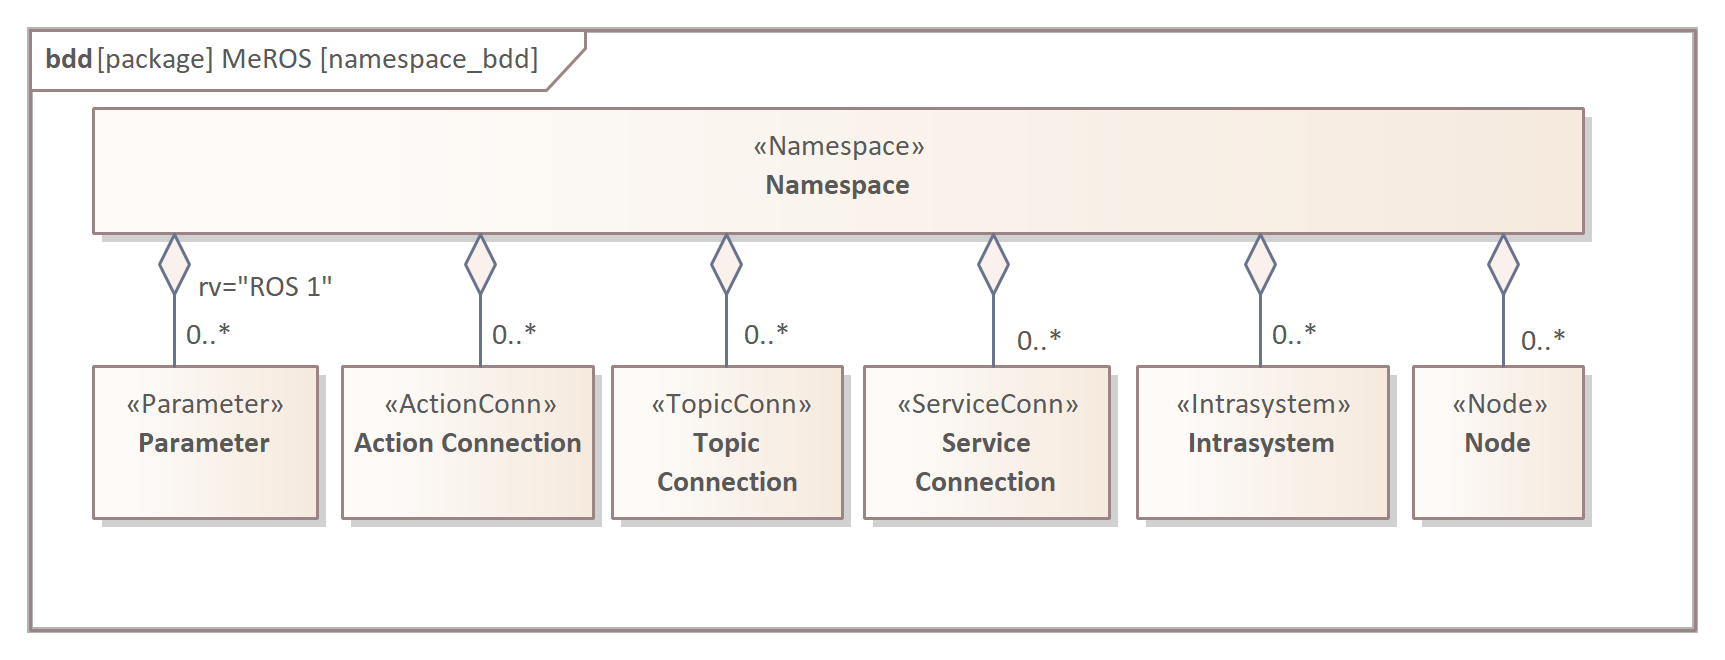 bdd [package] MeROS [namespace_bdd]
«Namespace»
Namespace
rv="ROS 1"
0..*
0..*
0..*
0..*
0..*
0..*
«Parameter»
Parameter
«ActionConn»
Action Connection
«TopicConn»
Topic
Connection
«ServiceConn»
Service
Connection
«Intrasystem»
Intrasystem
«Node»
Node